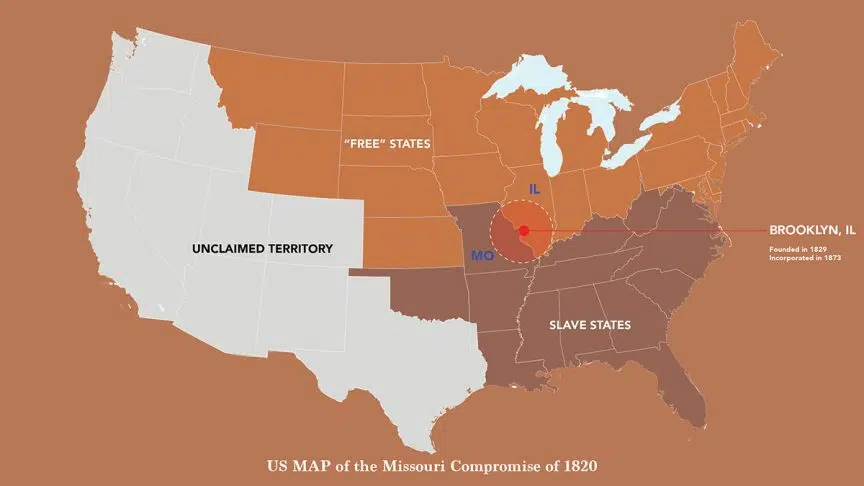 "FREE" STATES
IL
BROOKLYN, IL
UNCLAIMED TERRITORY
Founded in 1829
Incorporated in 1873
MO
SLAVE STATES
US MAP of the Missouri Compromise of 1820